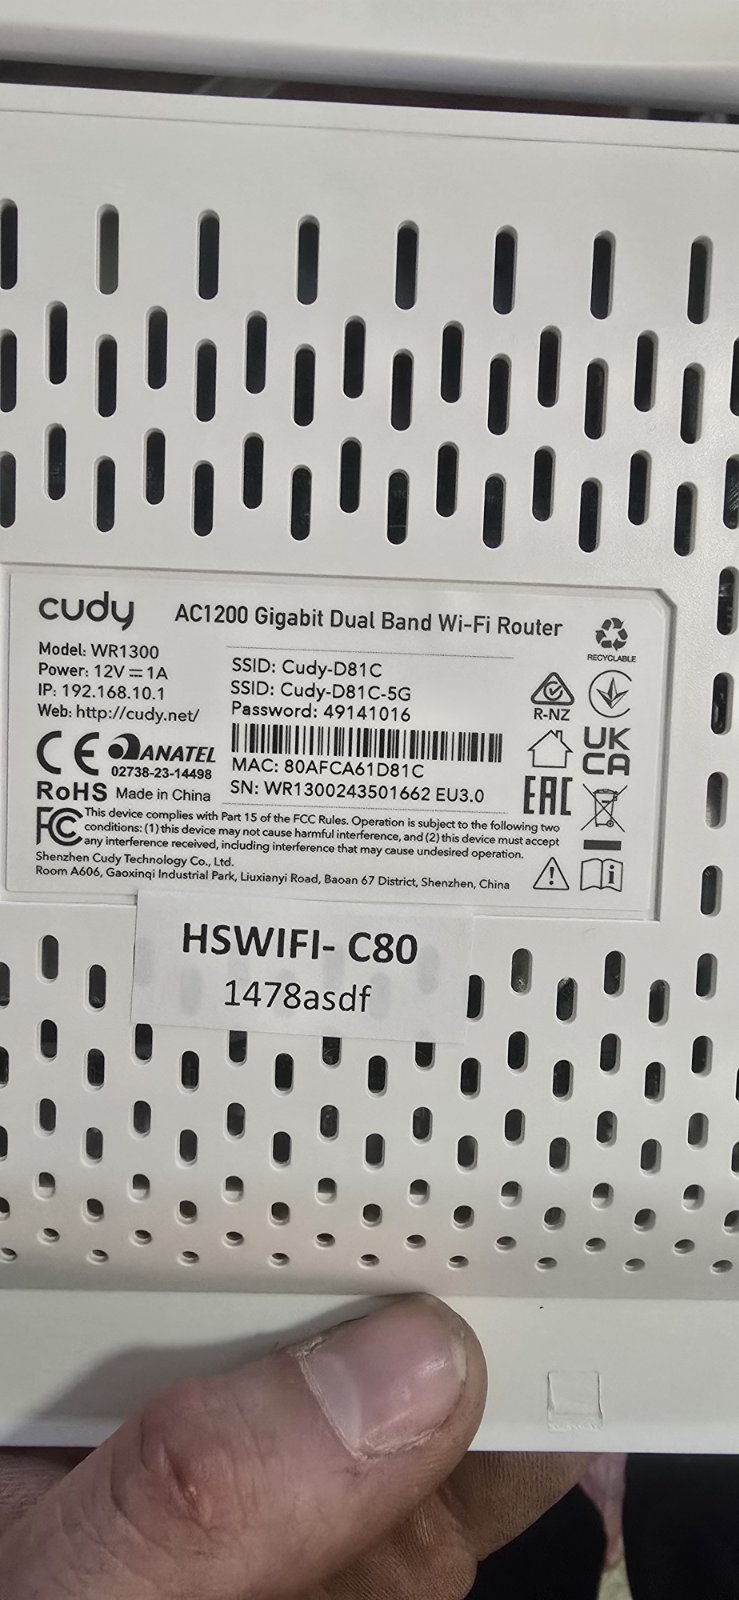 cudy AC1200 Gigabit Dual Band Wi-Fi Router
RECYCLABLE
Model: WR1300
Power: 12V⎓1A
IP: 192.168.10.1
Web: http://cudy.net/
SSID: Cudy-D81C
SSID: Cudy-D81C-5G
Password: 49141016
R-NZ
CE ANATEL
02738-23-14498
RoHS Made in China
MAC: 80AFCA61D81C
SN: WR1300243501662 EU3.0
UK
CA
EAC
FC This device complies with Part 15 of the FCC Rules. Operation is subject to the following two
conditions: (1) this device may not cause harmful interference, and (2) this device must accept
any interference received, including interference that may cause undesired operation.
Shenzhen Cudy Technology Co., Ltd.
Room A606, Gaoxinqi Industrial Park, Liuxianyi Road, Baoan 67 District, Shenzhen, China
HSWIFI- C80
1478asdf